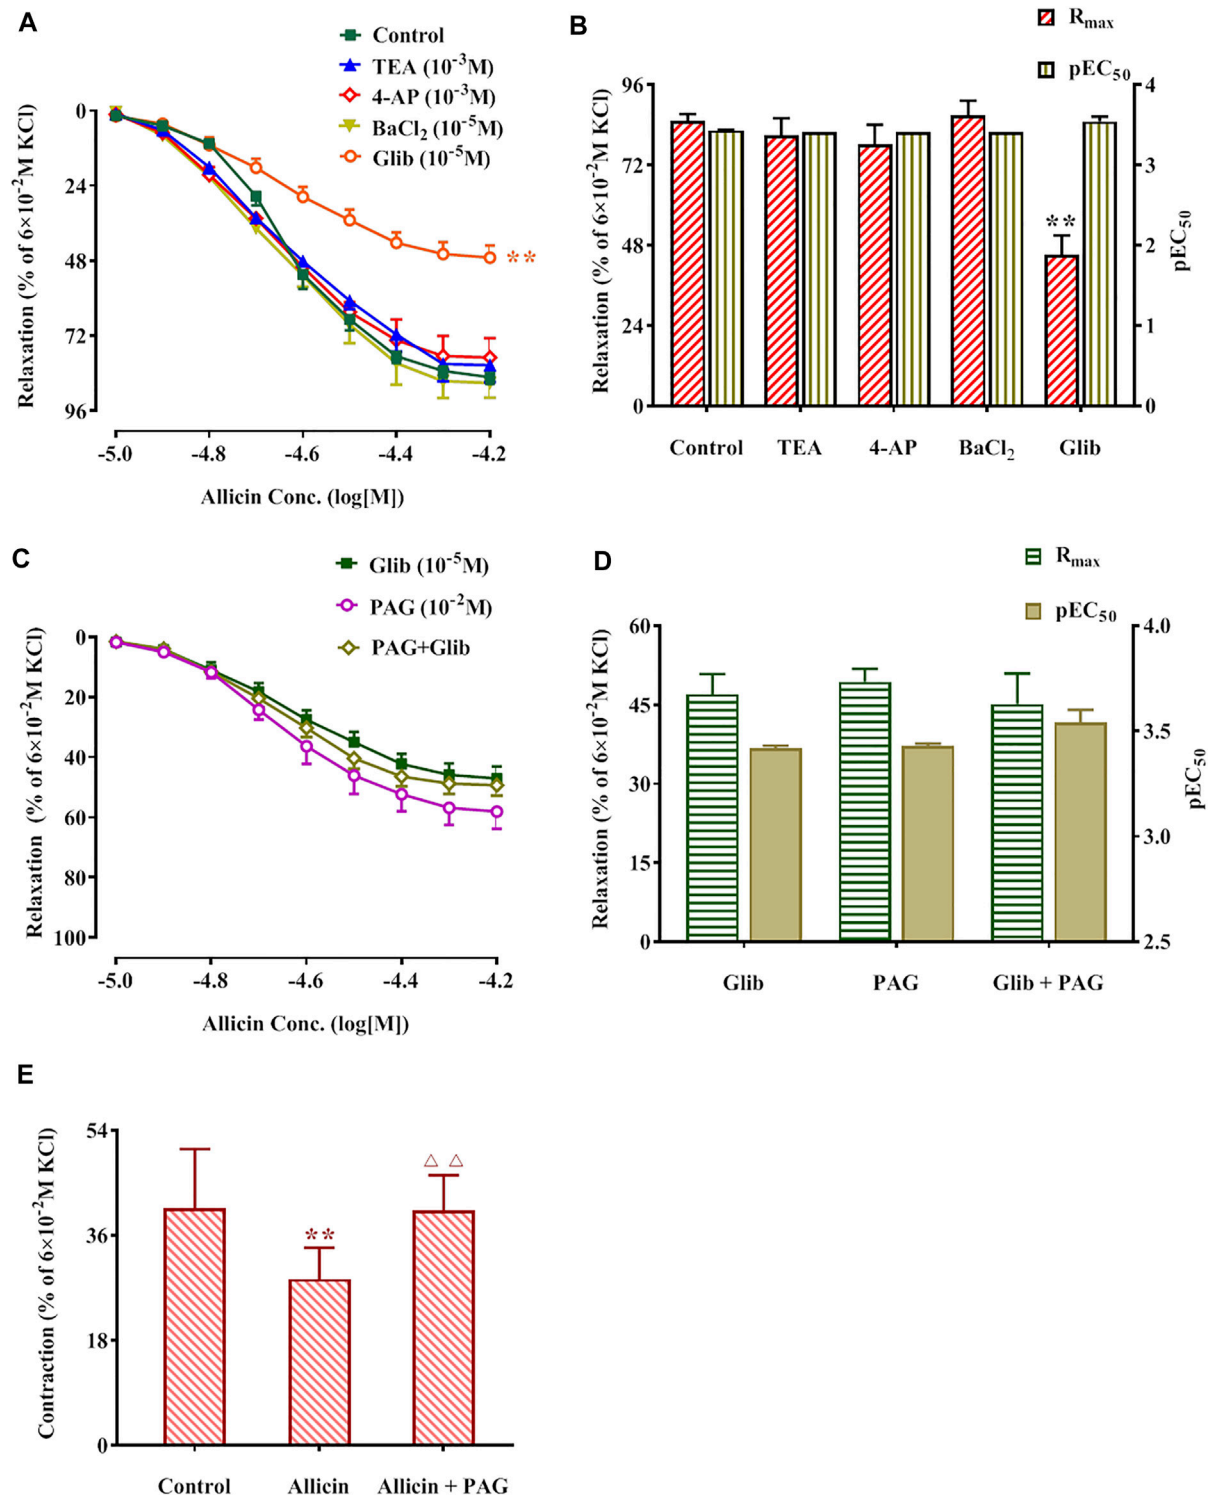 A
Control
TEA (10⁻³M)
4-AP (10⁻³M)
BaCl₂ (10⁻⁵M)
Glib (10⁻⁵M)
Relaxation (% of 6×10⁻²M KCl)
0
24
48
72
96
**
-5.0 -4.8 -4.6 -4.4 -4.2
Allicin Conc. (log[M])
B
Rmax
pEC₅₀
Relaxation (% of 6×10⁻²M KCl)
96
72
48
24
0
**
4
3
2
1
0
pEC₅₀
Control TEA 4-AP BaCl₂ Glib
C
Glib (10⁻⁵M)
PAG (10⁻²M)
PAG+Glib
Relaxation (% of 6×10⁻²M KCl)
0
20
40
60
80
100
-5.0 -4.8 -4.6 -4.4 -4.2
Allicin Conc. (log[M])
D
Rmax
pEC₅₀
Relaxation (% of 6×10⁻²M KCl)
60
45
30
15
0
4.0
3.5
3.0
2.5
pEC₅₀
Glib PAG Glib + PAG
E
Contraction (% of 6×10⁻²M KCl)
54
36
18
0
**
△ △
Control Allicin Allicin + PAG